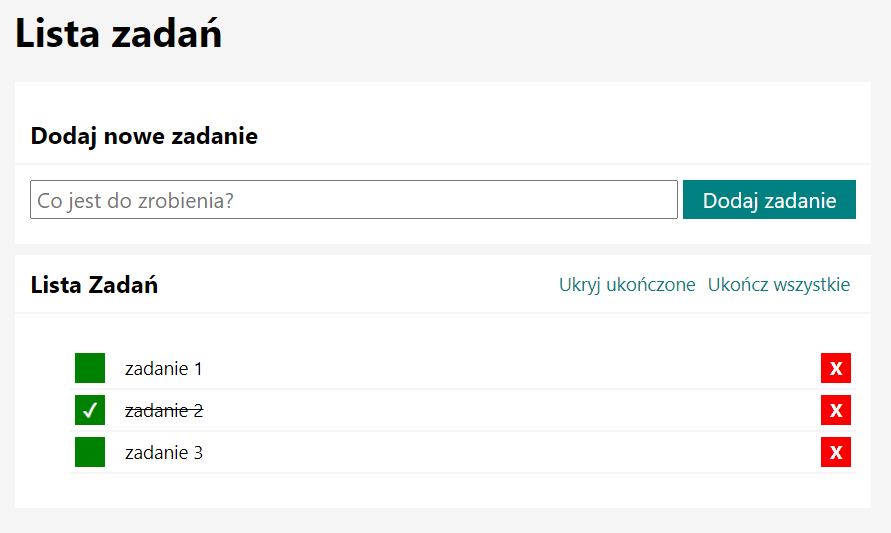 Lista zadań
Dodaj nowe zadanie
Co jest do zrobienia? Dodaj zadanie
Lista Zadań Ukryj ukończone Ukończ wszystkie
zadanie 1 X
✓ zadanie 2 X
zadanie 3 X